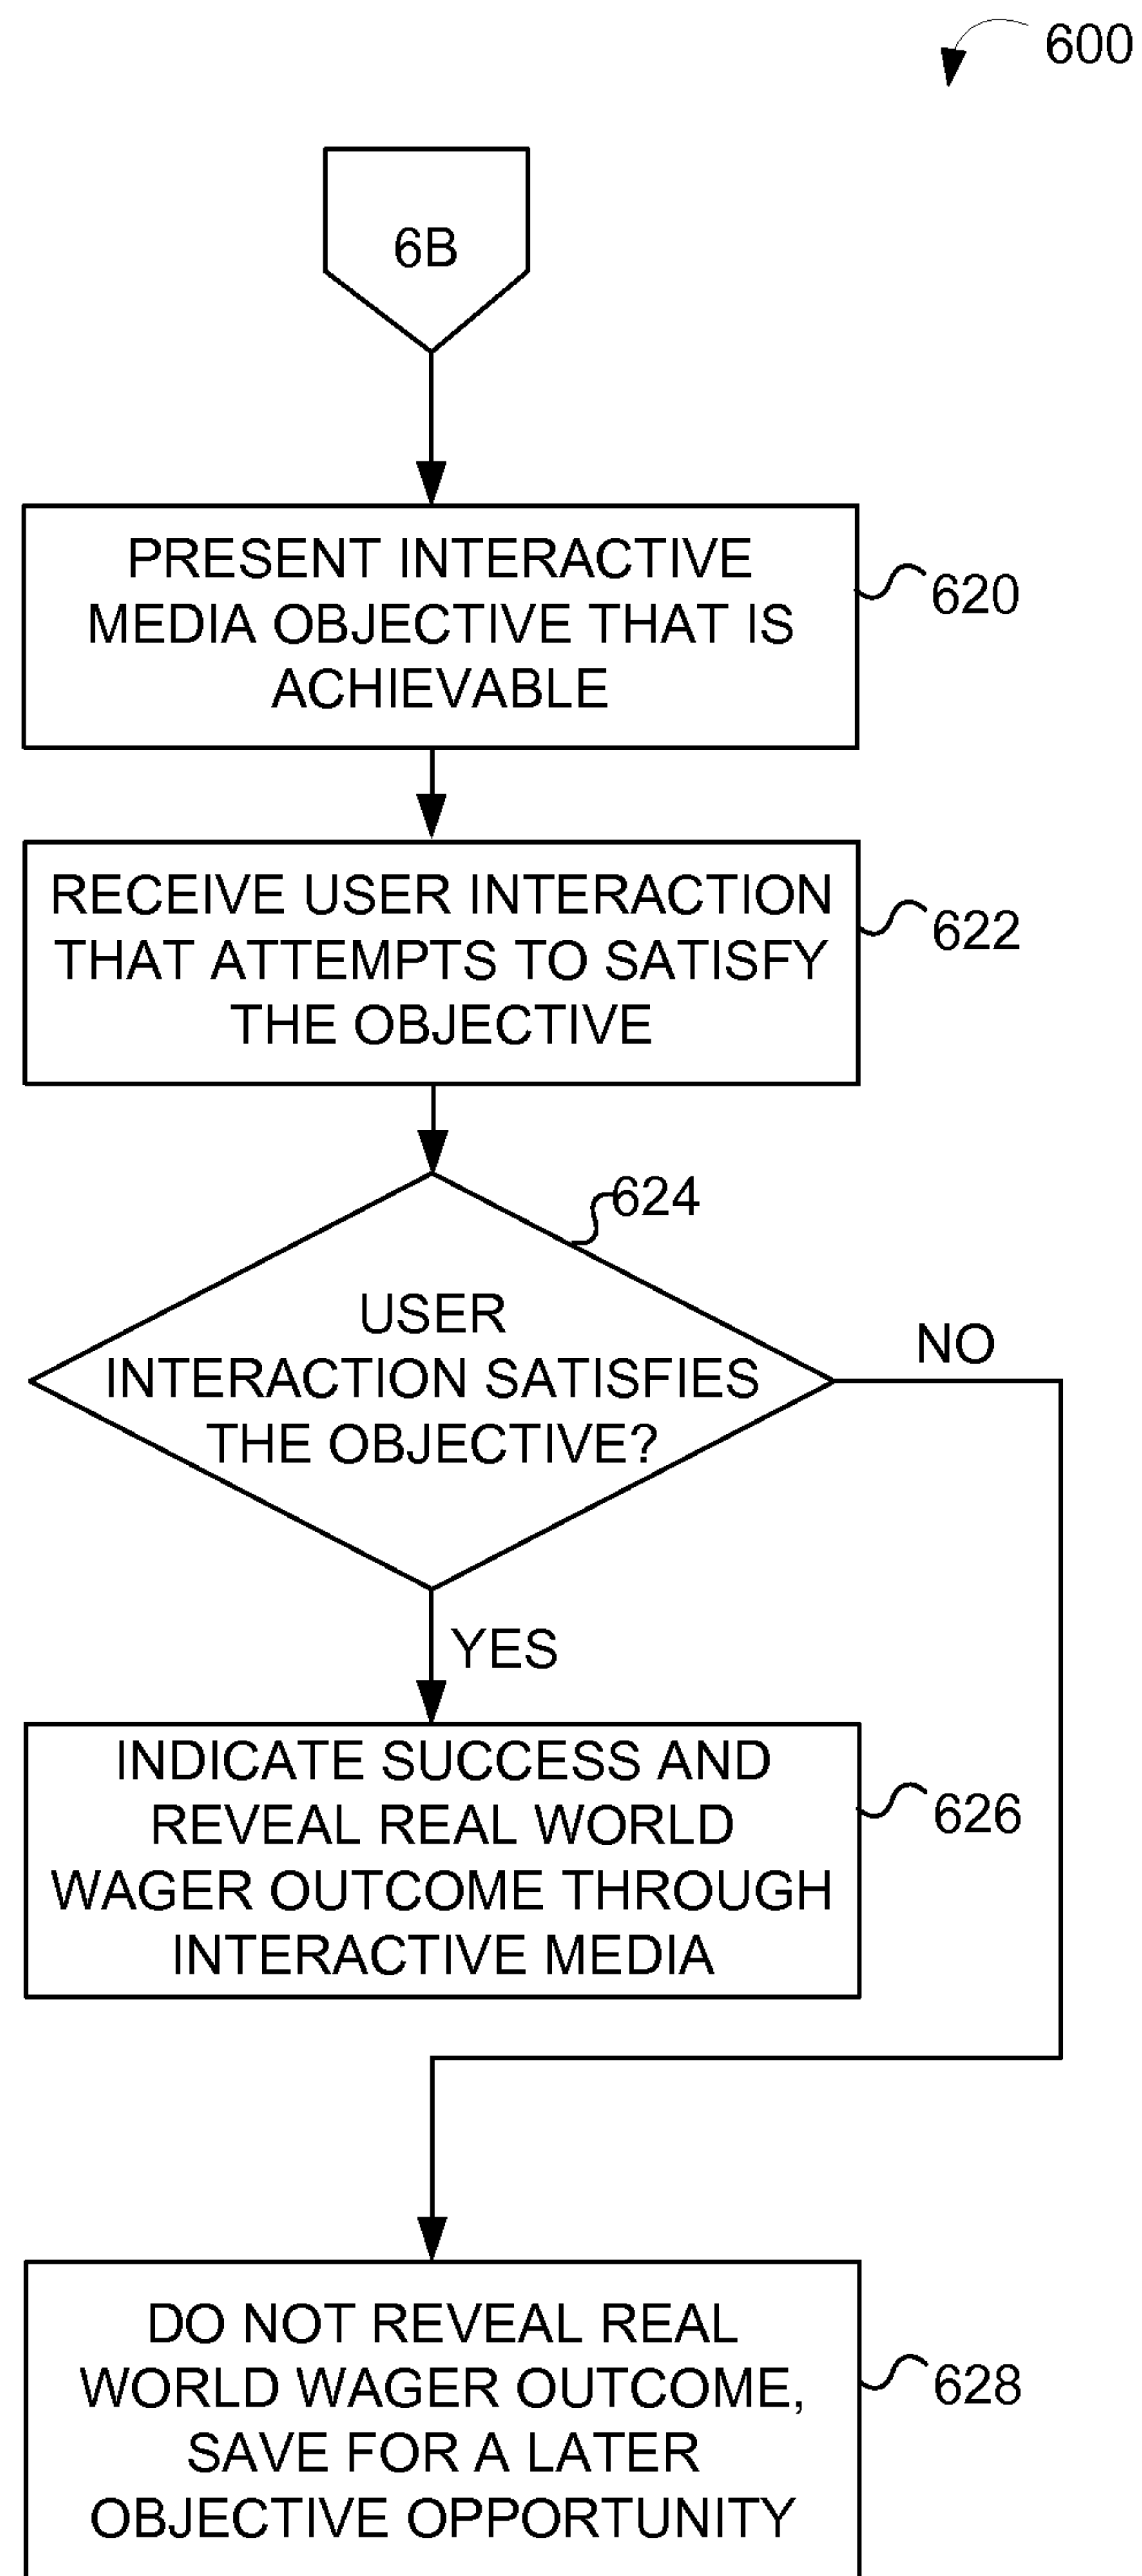 600
6B
PRESENT INTERACTIVE
MEDIA OBJECTIVE THAT IS
ACHIEVABLE
620
RECEIVE USER INTERACTION
THAT ATTEMPTS TO SATISFY
THE OBJECTIVE
622
624
USER
INTERACTION SATISFIES
THE OBJECTIVE?
NO
YES
INDICATE SUCCESS AND
REVEAL REAL WORLD
WAGER OUTCOME THROUGH
INTERACTIVE MEDIA
626
DO NOT REVEAL REAL
WORLD WAGER OUTCOME,
SAVE FOR A LATER
OBJECTIVE OPPORTUNITY
628